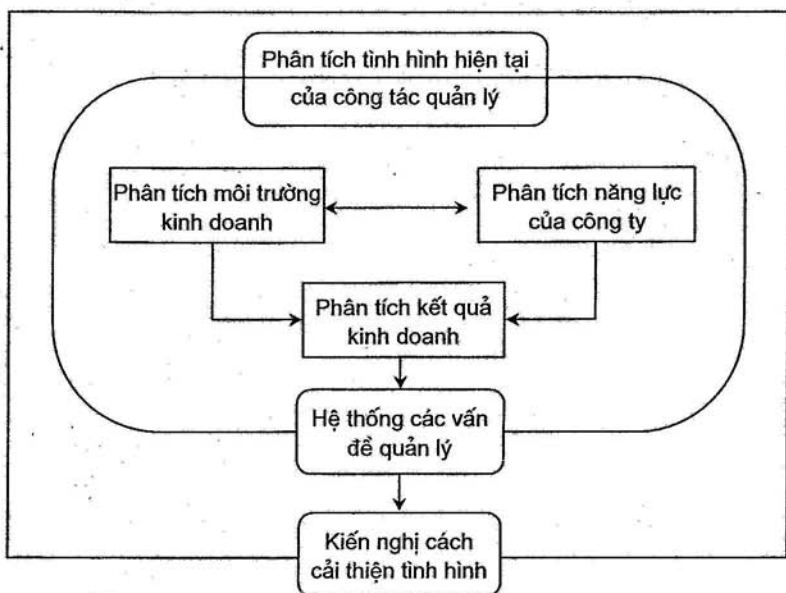 Phân tích tình hình hiện tại
của công tác quản lý
Phân tích môi trường
kinh doanh
Phân tích năng lực
của công ty
Phân tích kết quả
kinh doanh
Hệ thống các vấn
đề quản lý
Kiến nghị cách
cải thiện tình hình